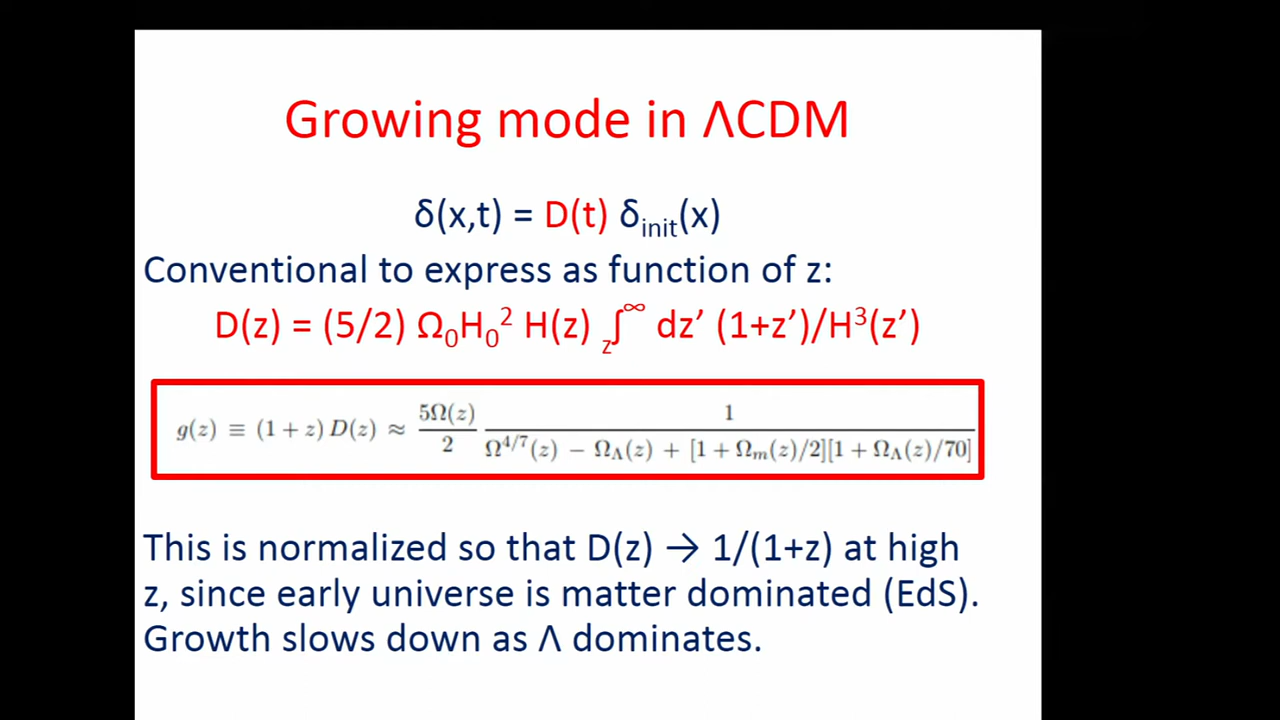 Growing mode in ΛCDM
δ(x,t) = D(t) δinit(x)
Conventional to express as function of z:
D(z) = (5/2) Ω₀H₀² H(z) z∫∞ dz’ (1+z’)/H³(z’)
g(z) ≡ (1 + z) D(z) ≈ 5Ω(z)/2 1/Ω^4/7(z) − ΩΛ(z) + [1 + Ωm(z)/2][1 + ΩΛ(z)/70]
This is normalized so that D(z) → 1/(1+z) at high
z, since early universe is matter dominated (EdS).
Growth slows down as Λ dominates.